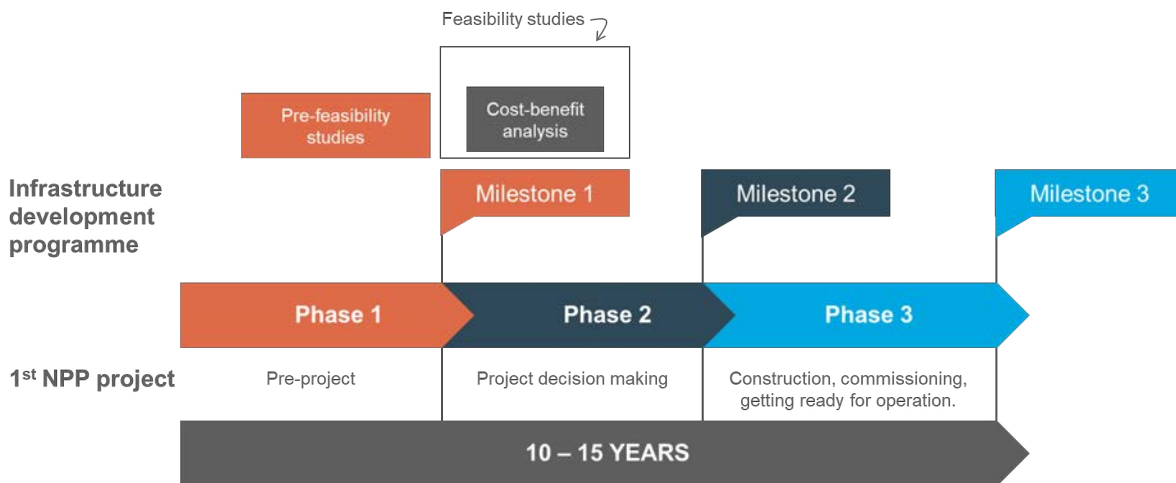 Feasibility studies
Pre-feasibility
studies
Cost-benefit
analysis
Infrastructure
development
programme
Milestone 1
Milestone 2
Milestone 3
Phase 1
Phase 2
Phase 3
1st NPP project
Pre-project
Project decision making
Construction, commissioning,
getting ready for operation.
10 – 15 YEARS